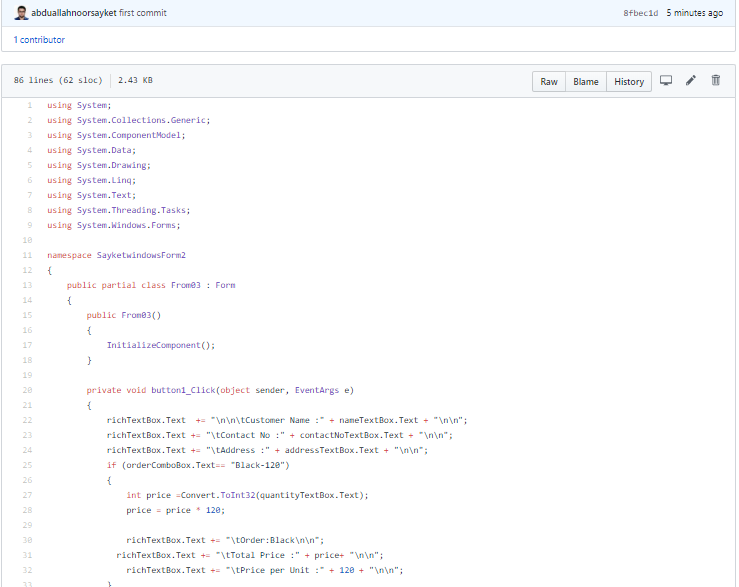 abduallahnoorsayket first commit 8fbec1d 5 minutes ago
1 contributor
86 lines (62 sloc) 2.43 KB Raw Blame History
1 using System;
2 using System.Collections.Generic;
3 using System.ComponentModel;
4 using System.Data;
5 using System.Drawing;
6 using System.Linq;
7 using System.Text;
8 using System.Threading.Tasks;
9 using System.Windows.Forms;
10
11 namespace SayketwindowsForm2
12 {
13 public partial class From03 : Form
14 {
15 public From03()
16 {
17 InitializeComponent();
18 }
19
20 private void button1_Click(object sender, EventArgs e)
21 {
22 richTextBox.Text += "\n\n\tCustomer Name :" + nameTextBox.Text + "\n\n";
23 richTextBox.Text += "\tContact No :" + contactNoTextBox.Text + "\n\n";
24 richTextBox.Text += "\tAddress :" + addressTextBox.Text + "\n\n";
25 if (orderComboBox.Text== "Black-120")
26 {
27 int price =Convert.ToInt32(quantityTextBox.Text);
28 price = price * 120;
29
30 richTextBox.Text += "\tOrder:Black\n\n";
31 richTextBox.Text += "\tTotal Price :" + price+ "\n\n";
32 richTextBox.Text += "\tPrice per Unit :" + 120 + "\n\n";
33 }